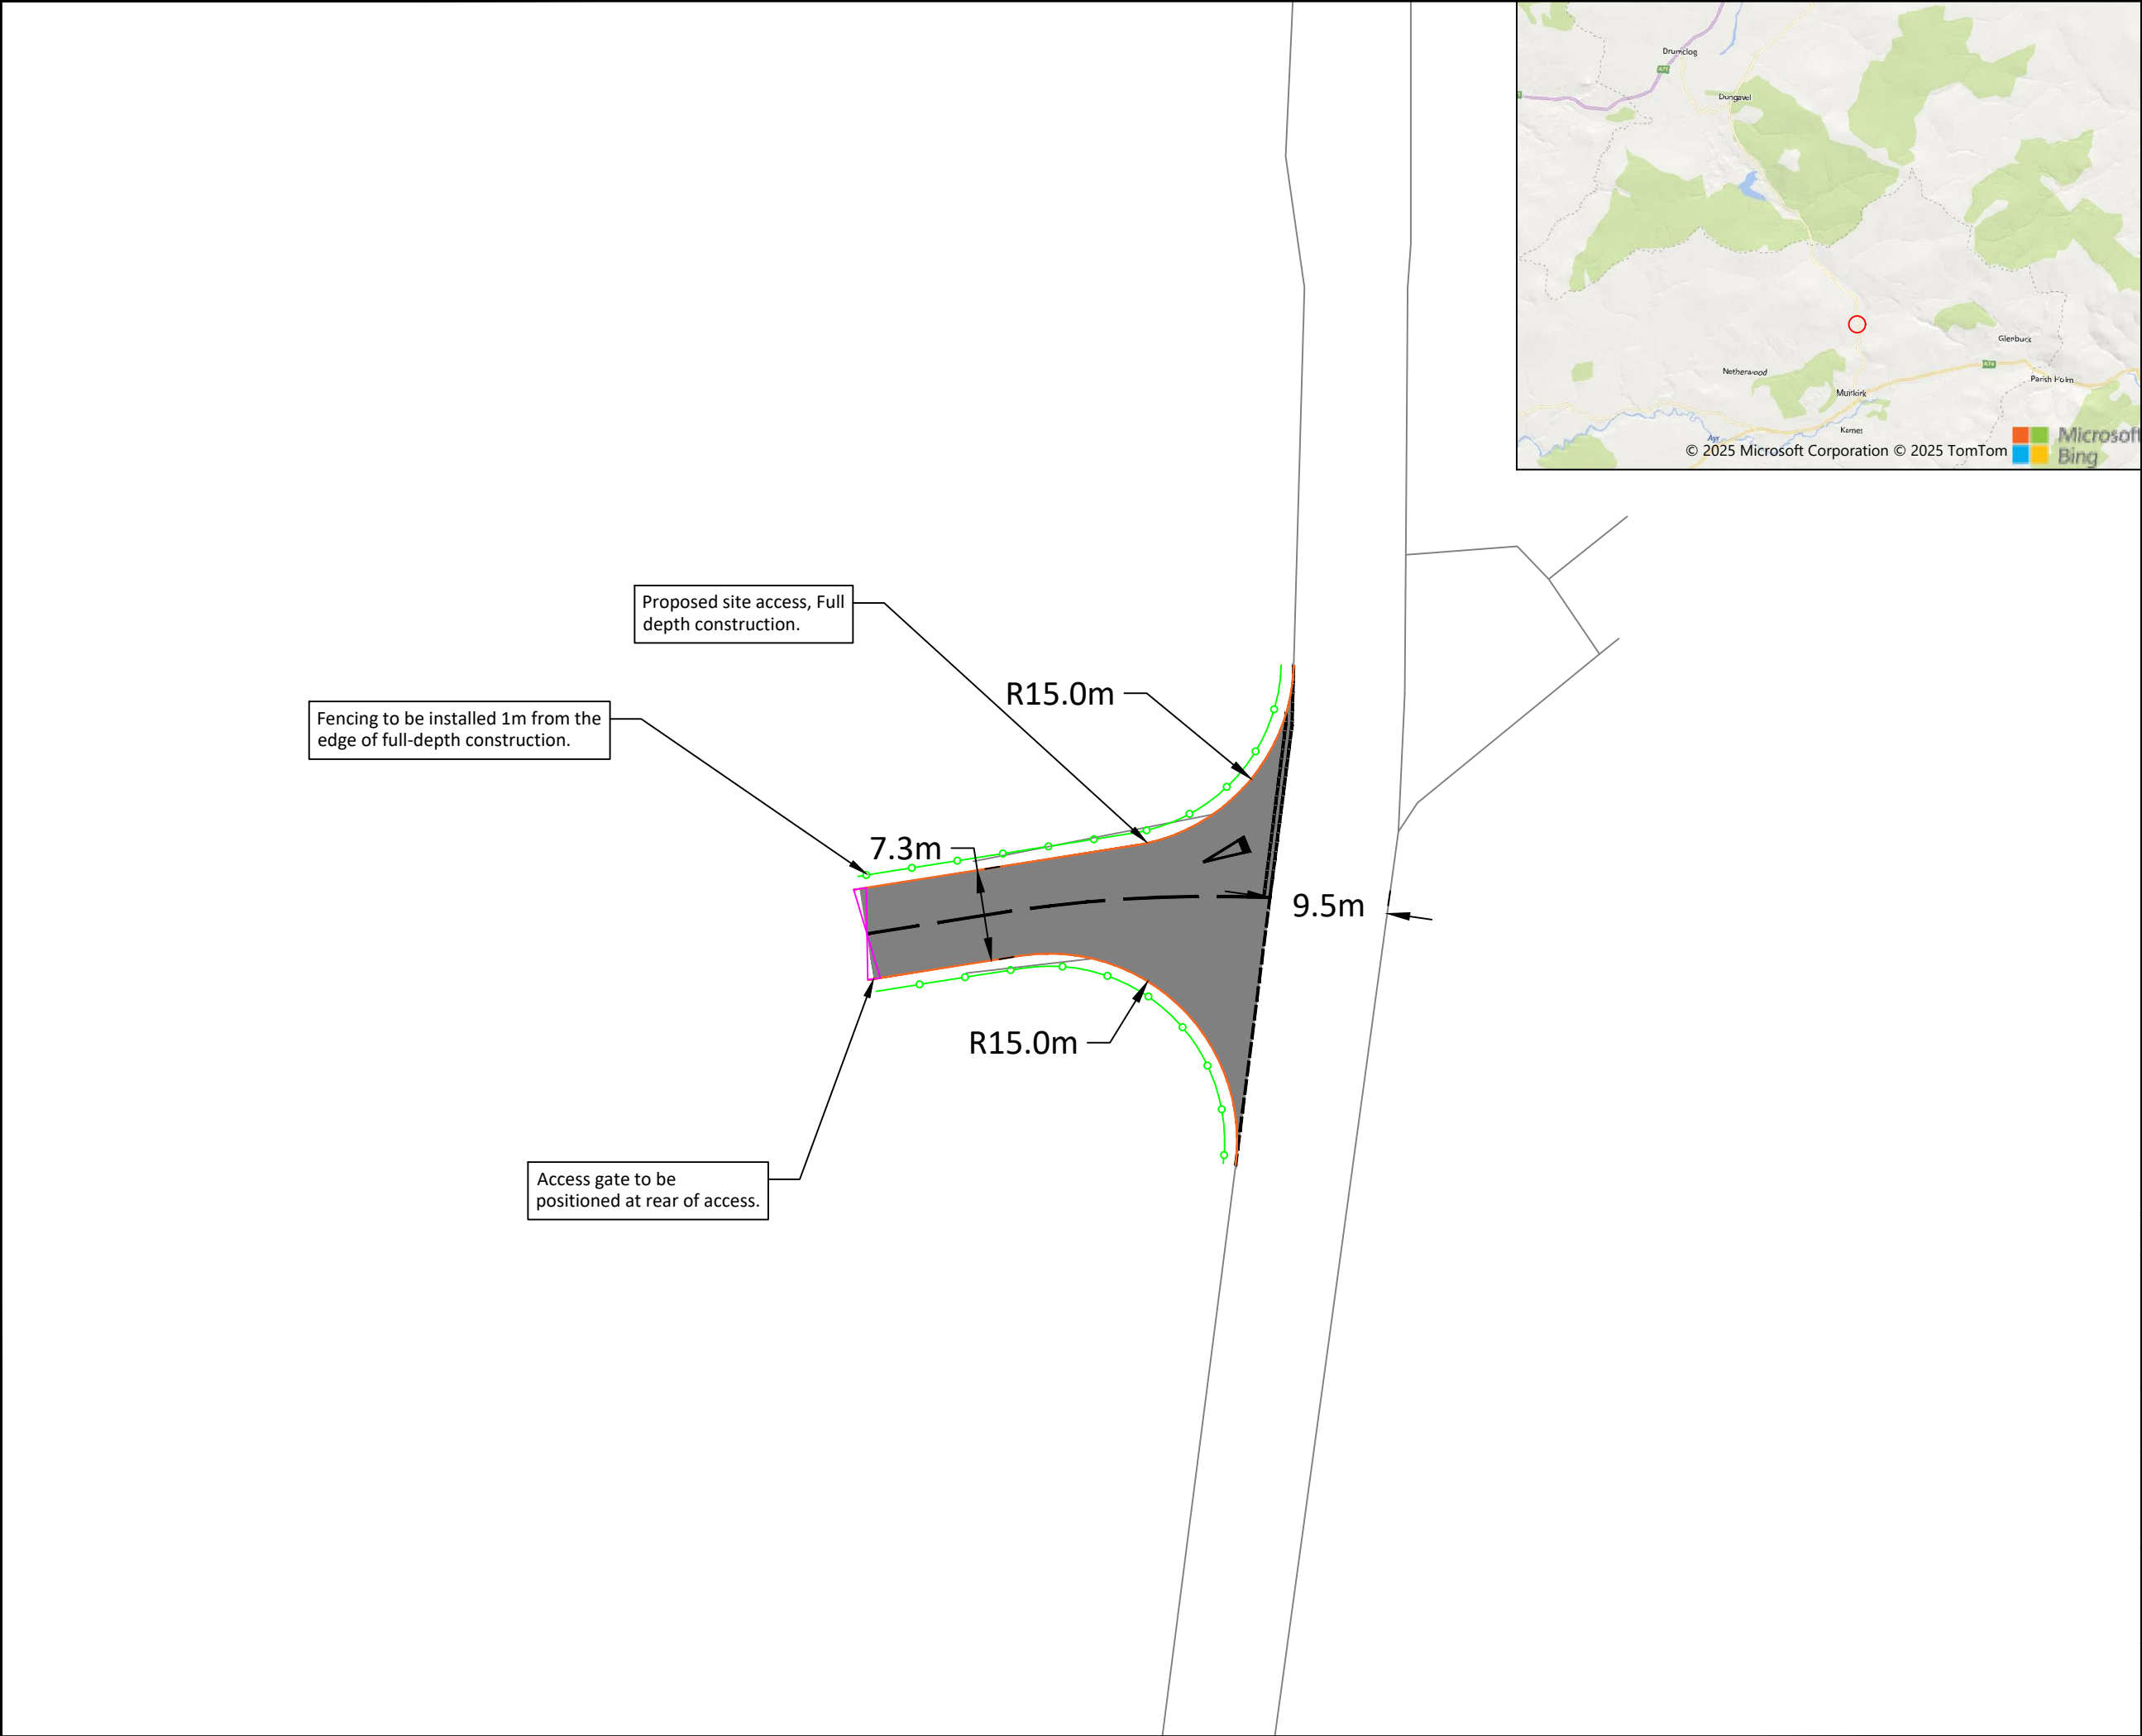 Drumclog
A71
Dungavel
Glenbuck
Netherwood
Parish Holm
Muirkirk
Kames
Ayr
© 2025 Microsoft Corporation © 2025 TomTom
Microsoft
Bing
Proposed site access, Full
depth construction.
R15.0m
Fencing to be installed 1m from the
edge of full-depth construction.
7.3m
9.5m
R15.0m
Access gate to be
positioned at rear of access.